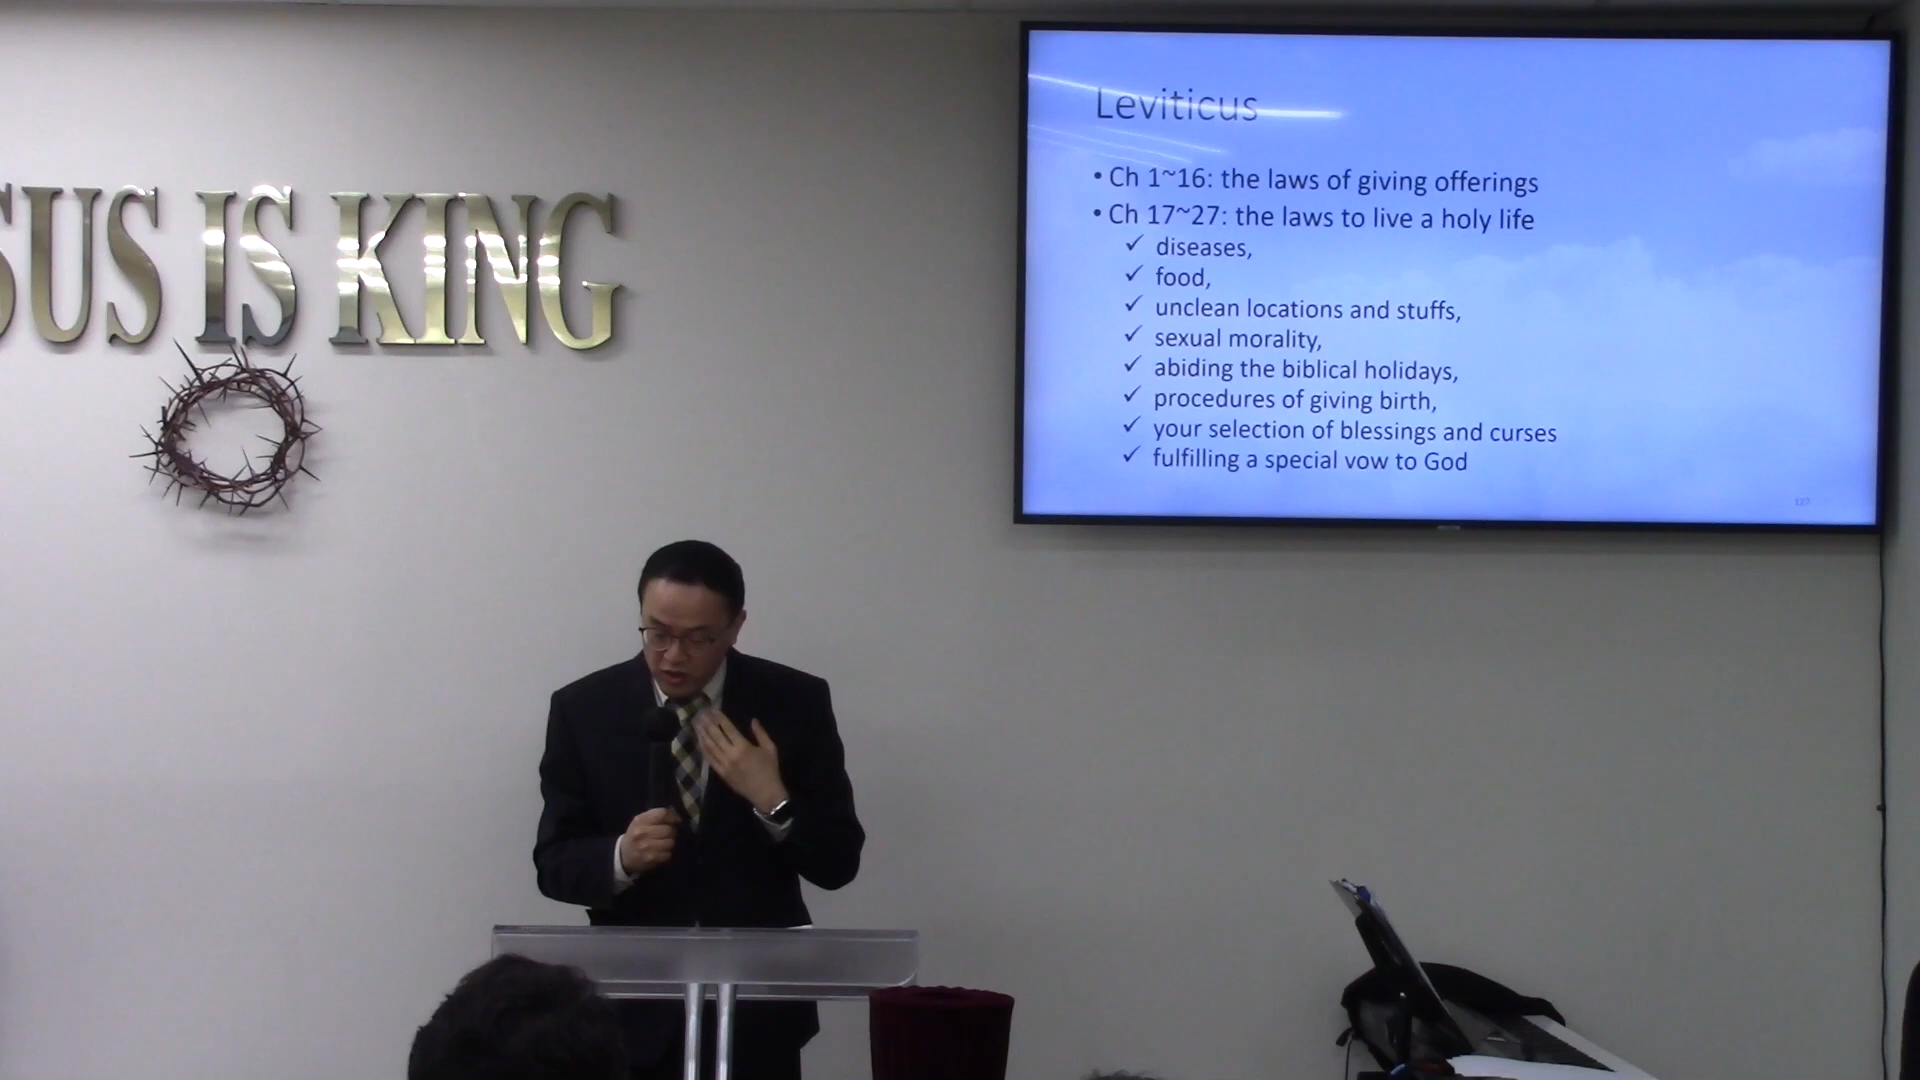 SUS IS KING
Leviticus
• Ch 1~16: the laws of giving offerings
• Ch 17~27: the laws to live a holy life
✓ diseases,
✓ food,
✓ unclean locations and stuffs,
✓ sexual morality,
✓ abiding the biblical holidays,
✓ procedures of giving birth,
✓ your selection of blessings and curses
✓ fulfilling a special vow to God